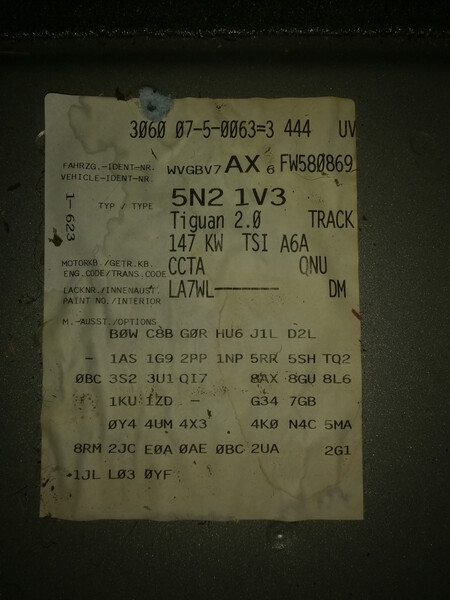 3060 07-5-0063=3 444 UV
FAHRZG.-IDENT-NR.
VEHICLE-IDENT-NR.
WVGBV7 AX 6 FW580869
1- 623
TYP / TYPE
5N2 1V3
Tiguan 2.0 TRACK
147 KW TSI A6A
MOTORKB./GETR.KB.
ENG.CODE/TRANS.CODE
CCTA QNU
LACKNR./INNENAUST.
PAINT NO./INTERIOR
LA7WL------- DM
M.-AUSST./OPTIONS
B0W C8B G0R HU6 J1L D2L
- 1AS 1G9 2PP 1NP 5RR 5SH TQ2
0BC 3S2 3U1 QI7 8AX 8GU 8L6
1KU 1ZD - G34 7GB
0Y4 4UM 4X3 4K0 N4C 5MA
8RM 2JC E0A 0AE 0BC 2UA 2G1
1JL L03 0YF